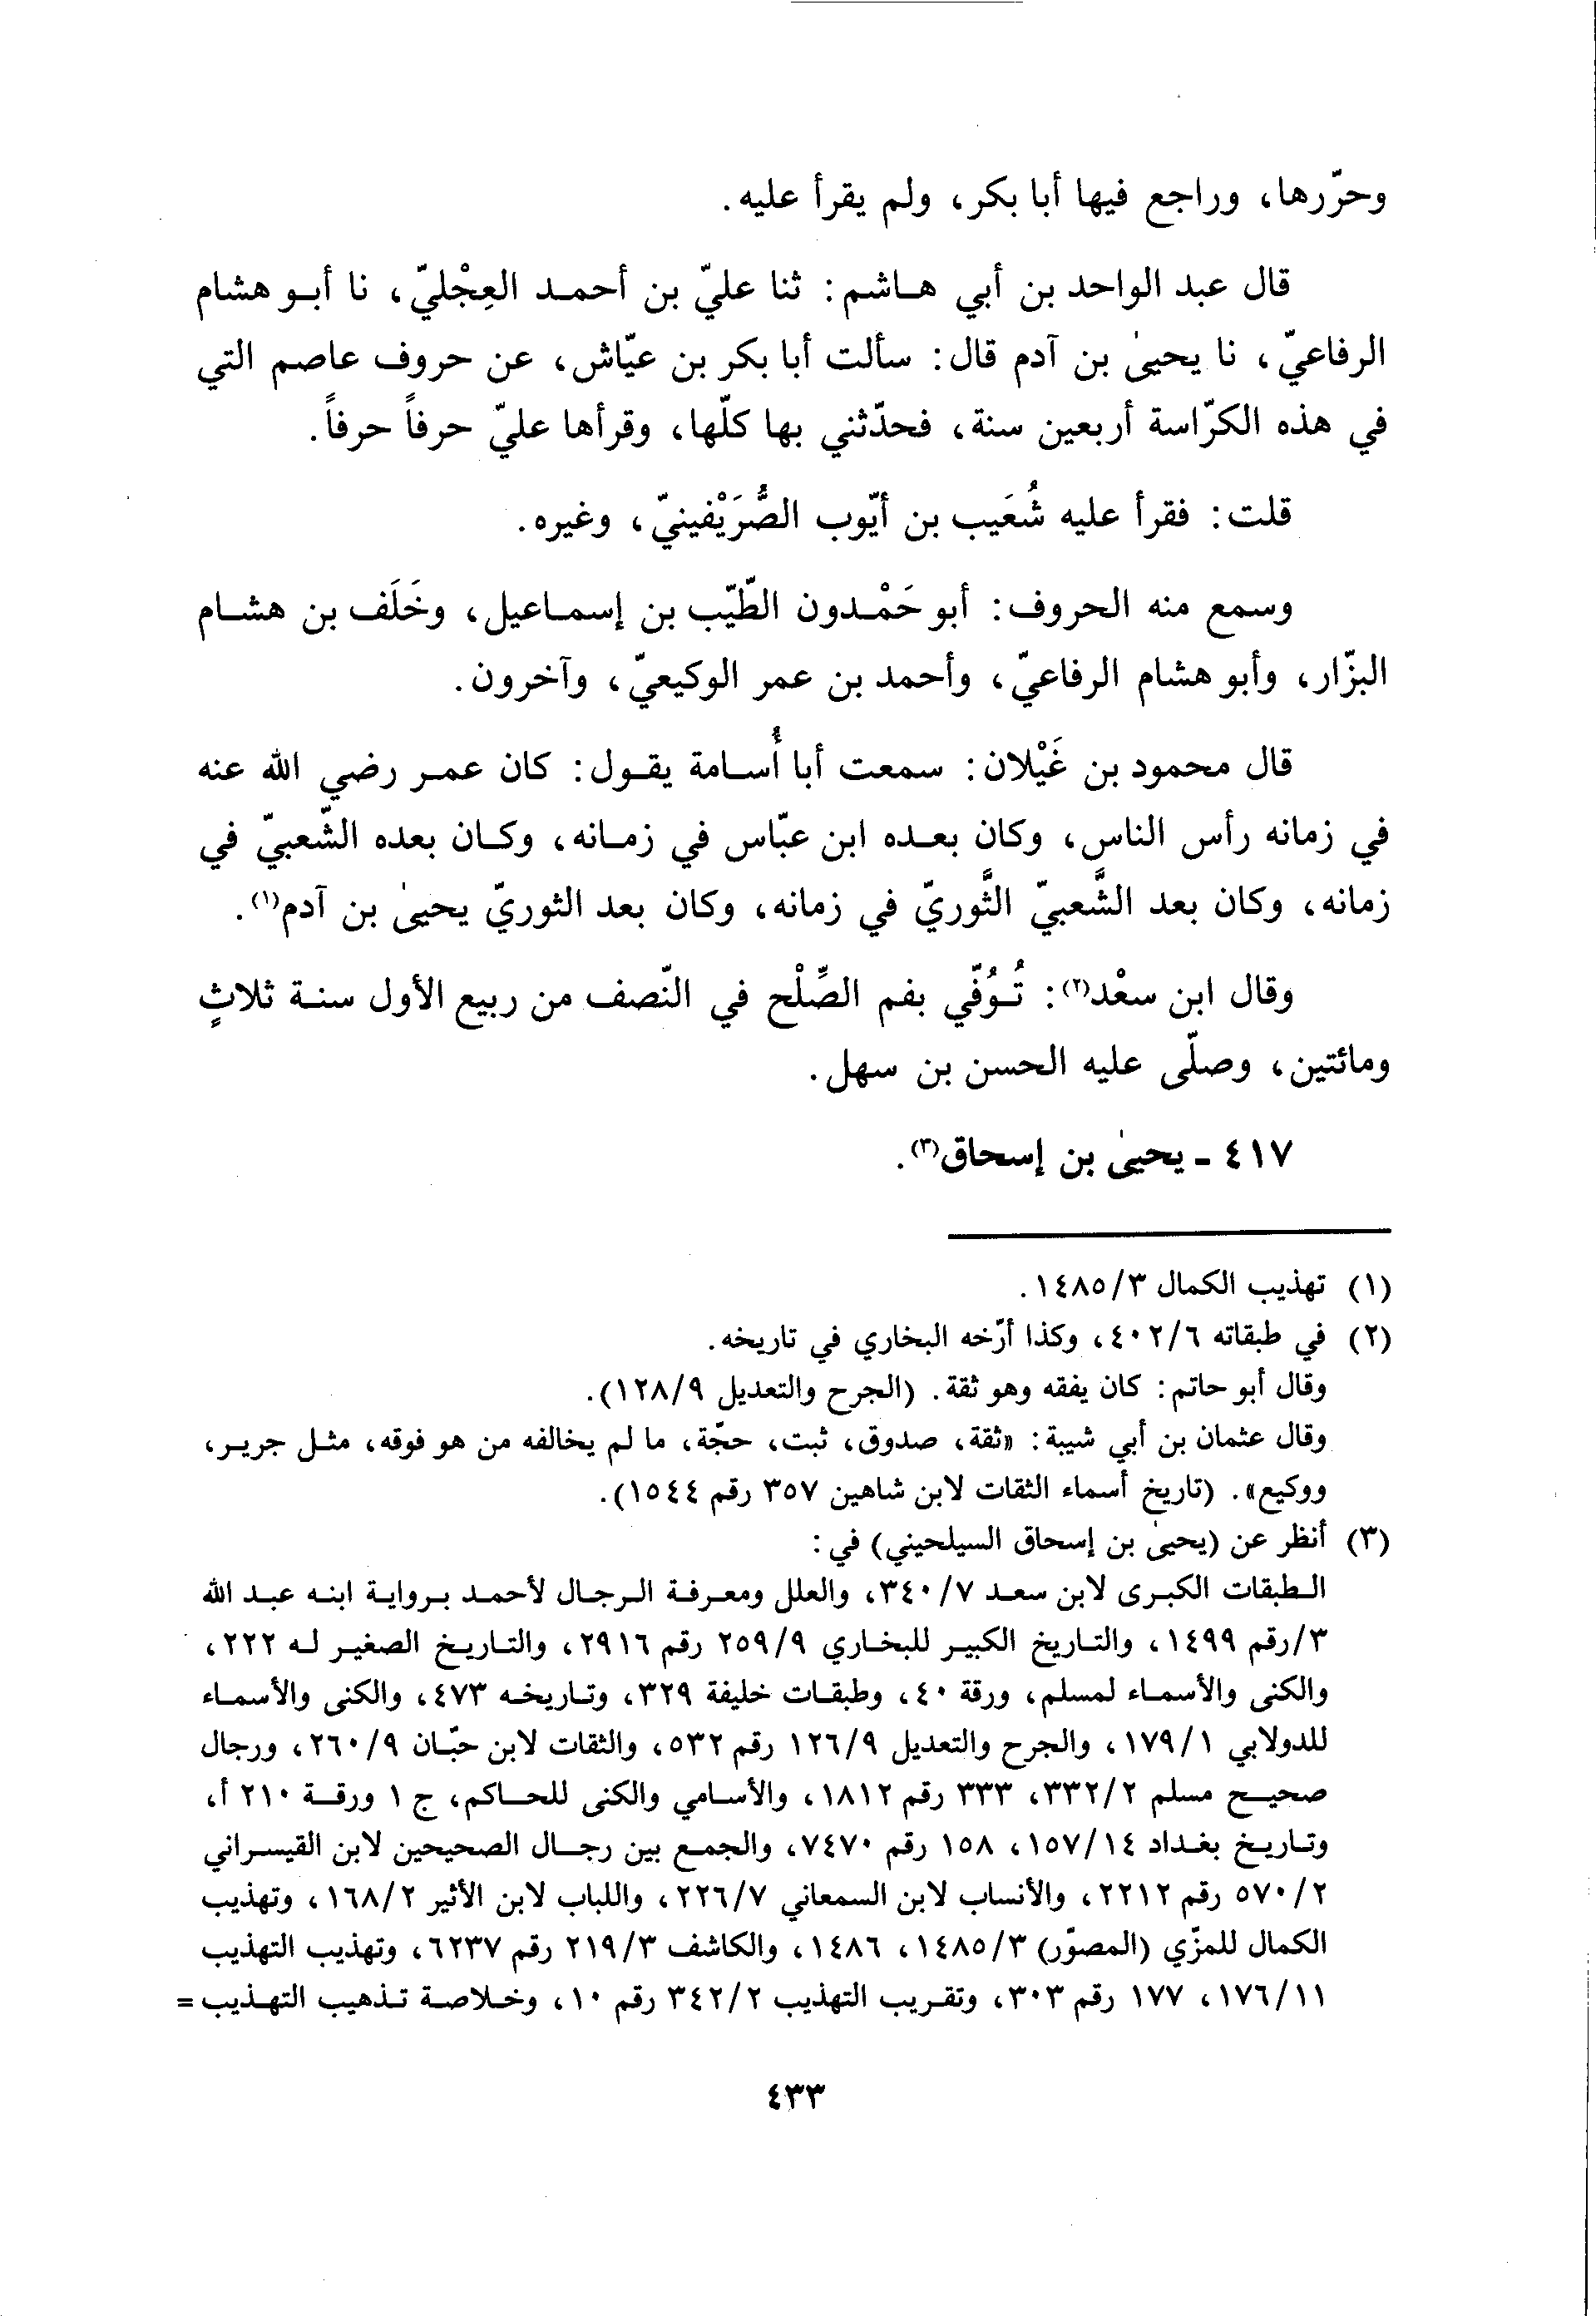 وحرّرها، وراجع فيها أبا بكر، ولم يقرأ عليه.
قال عبد الواحد بن أبي هاشم: ثنا عليّ بن أحمد العِجْليّ، نا أبو هشام
الرفاعيّ، نا يحيىٰ بن آدم قال: سألت أبا بكر بن عيّاش، عن حروف عاصم التي
في هذه الكرّاسة أربعين سنة، فحدّثني بها كلّها، وقرأها عليّ حرفاً حرفاً.
قلت: فقرأ عليه شُعَيب بن أيّوب الصُّرَيْفينيّ، وغيره.
وسمع منه الحروف: أبو حَمْدون الطّيّب بن إسماعيل، وخَلَف بن هشام
البزّار، وأبو هشام الرفاعيّ، وأحمد بن عمر الوكيعيّ، وآخرون.
قال محمود بن غَيْلان: سمعت أبا أُسامة يقول: كان عمر رضي الله عنه
في زمانه رأس الناس، وكان بعده ابن عبّاس في زمانه، وكان بعده الشّعبيّ في
زمانه، وكان بعد الشَّعبيّ الثَّوريّ في زمانه، وكان بعد الثوريّ يحيىٰ بن آدم(١).
وقال ابن سعْد(٢): تُوُفّي بفم الصِّلْح في النّصف من ربيع الأول سنة ثلاثٍ
ومائتين، وصلّى عليه الحسن بن سهل.
٤١٧ - يحيىٰ بن إسحاق(٣).
(١) تهذيب الكمال ٣/١٤٨٥.
(٢) في طبقاته ٦/٤٠٢، وكذا أرّخه البخاري في تاريخه.
وقال أبو حاتم: كان يفقه وهو ثقة. (الجرح والتعديل ٩/١٢٨).
وقال عثمان بن أبي شيبة: «ثقة، صدوق، ثبت، حجّة، ما لم يخالفه من هو فوقه، مثل جرير،
ووكيع». (تاريخ أسماء الثقات لابن شاهين ٣٥٧ رقم ١٥٤٤).
(٣) أنظر عن (يحيىٰ بن إسحاق السيلحيني) في:
الطبقات الكبرى لابن سعد ٧/٣٤٠، والعلل ومعرفة الرجال لأحمد برواية ابنه عبد الله
٣/رقم ١٤٩٩، والتاريخ الكبير للبخاري ٩/٢٥٩ رقم ٢٩١٦، والتاريخ الصغير له ٢٢٢،
والكنى والأسماء لمسلم، ورقة ٤٠، وطبقات خليفة ٣٢٩، وتاريخه ٤٧٣، والكنى والأسماء
للدولابي ١/١٧٩، والجرح والتعديل ٩/١٢٦ رقم ٥٣٢، والثقات لابن حبّان ٩/٢٦٠، ورجال
صحيح مسلم ٢/٣٣٢، ٣٣٣ رقم ١٨١٢، والأسامي والكنى للحاكم، ج ١ ورقة ٢١٠ أ،
وتاريخ بغداد ١٤/١٥٧، ١٥٨ رقم ٧٤٧٠، والجمع بين رجال الصحيحين لابن القيسراني
٢/٥٧٠ رقم ٢٢١٢، والأنساب لابن السمعاني ٧/٢٢٦، واللباب لابن الأثير ٢/١٦٨، وتهذيب
الكمال للمزّي (المصوّر) ٣/١٤٨٥، ١٤٨٦، والكاشف ٣/٢١٩ رقم ٦٢٣٧، وتهذيب التهذيب
١١/١٧٦، ١٧٧ رقم ٣٠٣، وتقريب التهذيب ٢/٣٤٢ رقم ١٠، وخلاصة تذهيب التهذيب =
٤٣٣